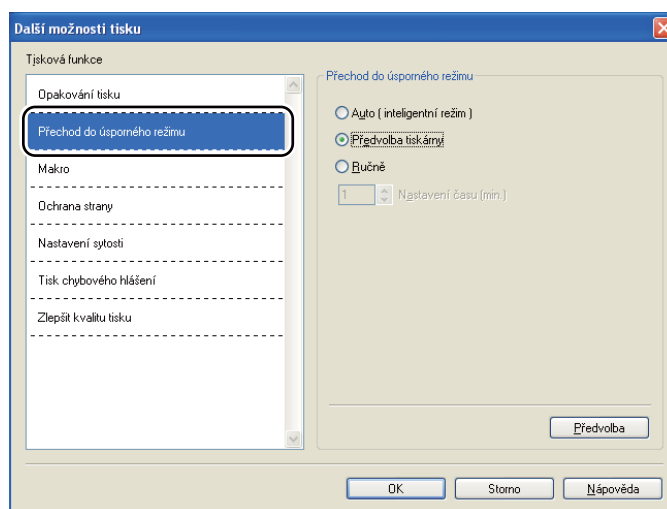 Další možnosti tisku
Tisková funkce
Opakování tisku
Přechod do úsporného režimu
Makro
Ochrana strany
Nastavení sytosti
Tisk chybového hlášení
Zlepšit kvalitu tisku
Přechod do úsporného režimu
Auto ( inteligentní režim )
Předvolba tiskárny
Ručně
1 Nastavení času (min.)
Předvolba
OK Storno Nápověda